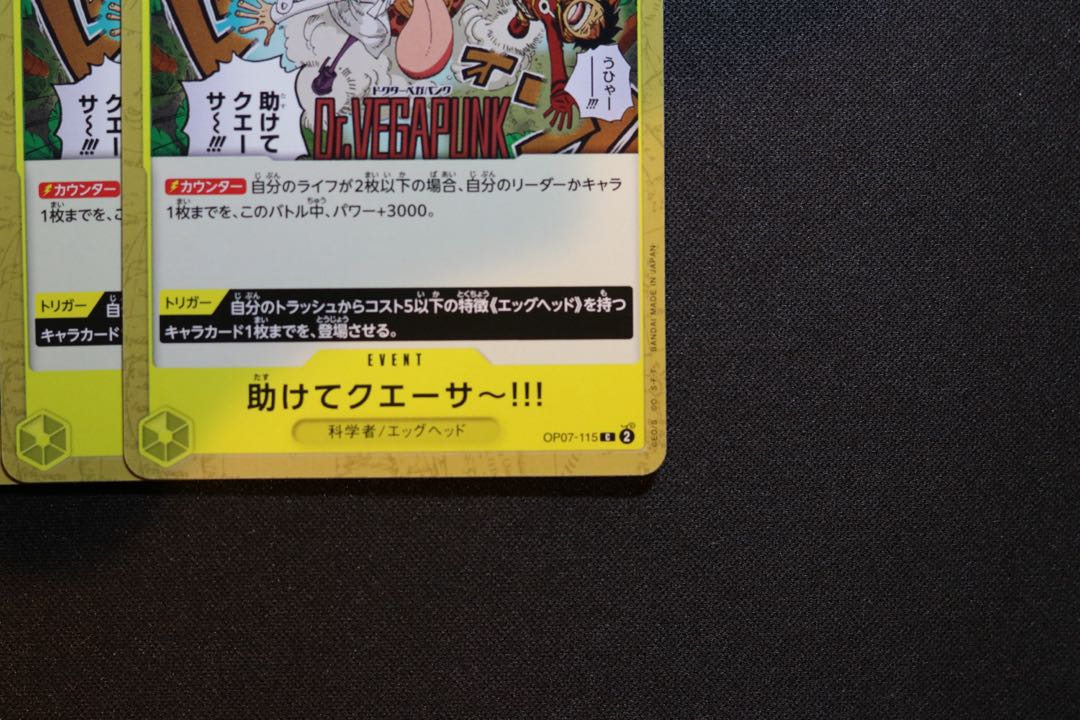 助けて
クエー
サ〜!!!
うひゃー!!!
ドクターベガパンク
Dr.VEGAPUNK
カウンター 自分のライフが2枚以下の場合、自分のリーダーかキャラ
1枚までを、このバトル中、パワー+3000。
トリガー 自分のトラッシュからコスト5以下の特徴《エッグヘッド》を持つ
キャラカード1枚までを、登場させる。
EVENT
助けてクエーサ〜!!!
科学者/エッグヘッド
OP07-115 C 2
BANDAI MADE IN JAPAN
クエー
サ〜!!!
カウンター
1枚までを、こ
トリガー 自
キャラカード